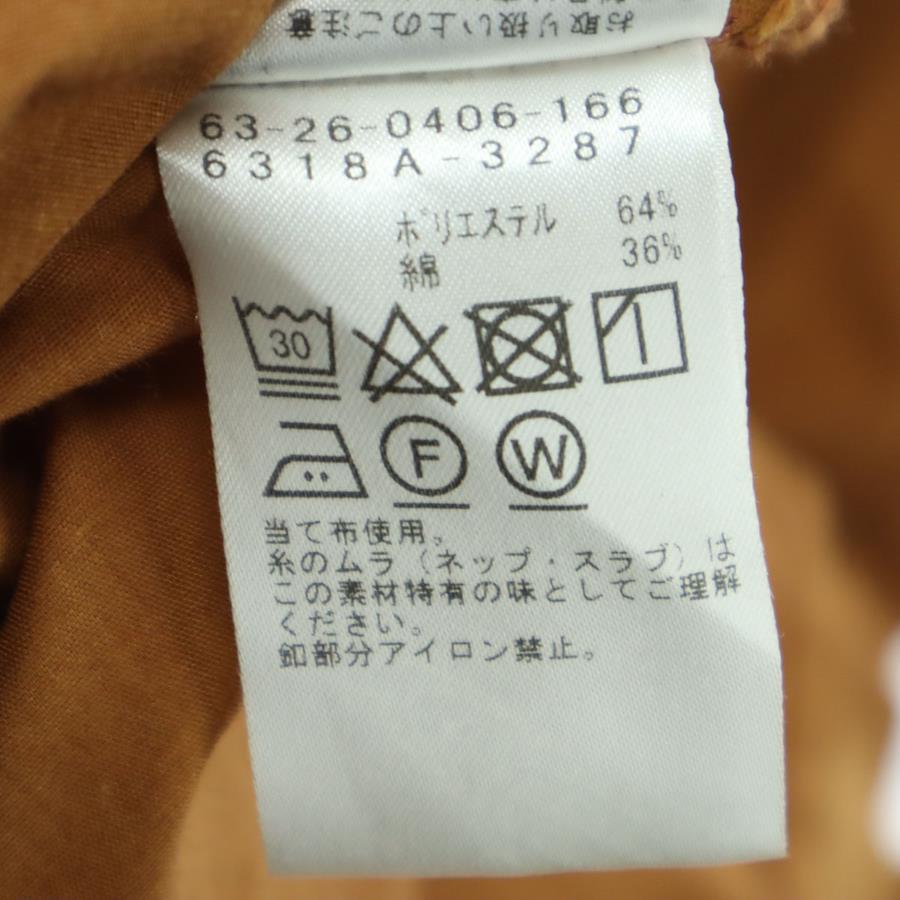 お取り扱い上のご注意
63-26-0406-166
6318A-3287
ポリエステル 64%
綿 36%
30
F W
当て布使用。
糸のムラ（ネップ・スラブ）は
この素材特有の味としてご理解
ください。
釦部分アイロン禁止。